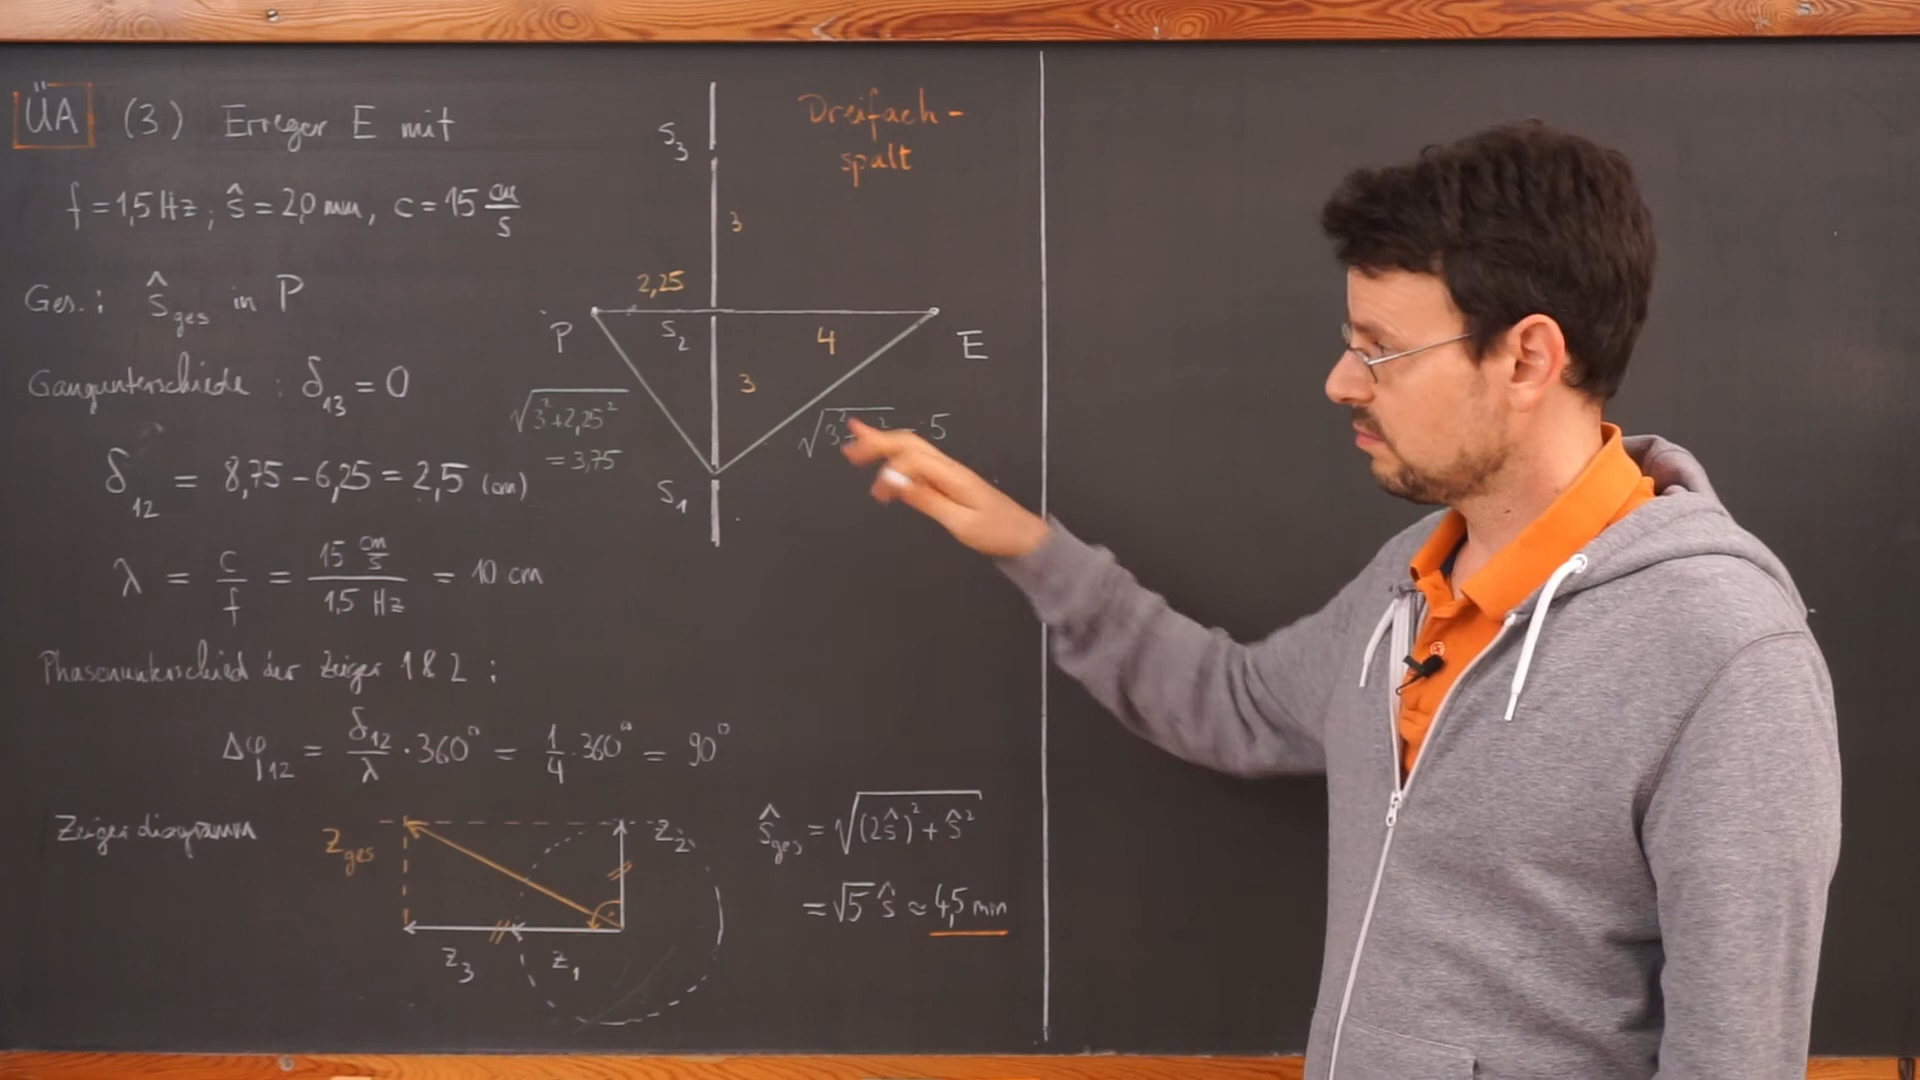 ÜA (3) Erreger E mit
f = 1,5 Hz; ŝ = 2,0 mm, c = 15 cm/s
Ges.: ŝ_ges in P
Gangunterschiede: δ₁₃ = 0
δ₁₂ = 8,75 - 6,25 = 2,5 (cm)
λ = c/f = 15 cm/s / 1,5 Hz = 10 cm
Phasenunterschied der Zeiger 1 & 2:
Δφ₁₂ = δ₁₂/λ · 360° = 1/4 · 360° = 90°
Zeigerdiagramm
Z_ges
Z₂
Z₃
Z₁
ŝ_ges = √((2ŝ)² + ŝ²)
= √5 ŝ ≈ 4,5 mm
Dreifach-
spalt
S₃
3
2,25
P
S₂
4
E
3
√(3² + 2,25²)
= 3,75
5
S₁